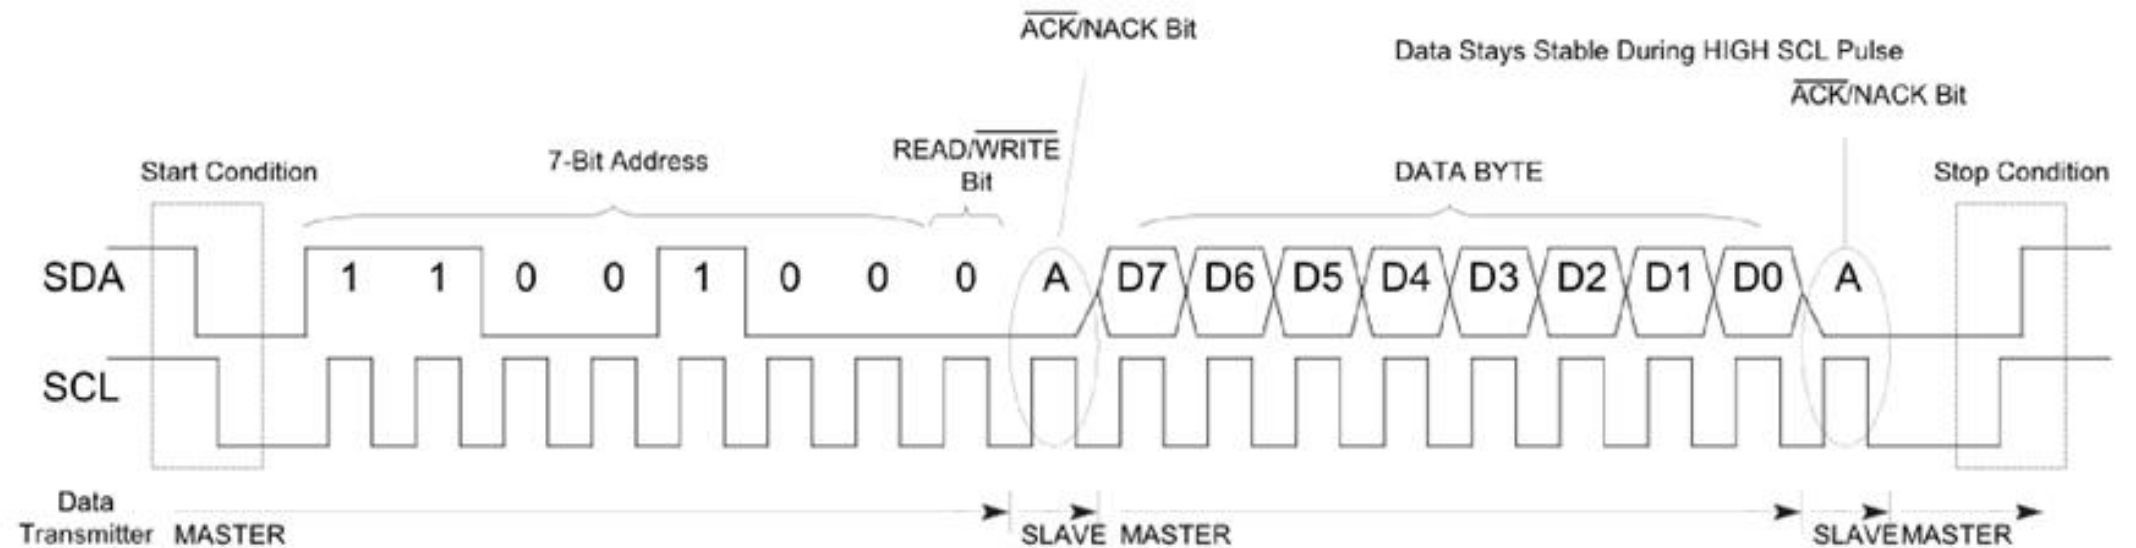 ACK/NACK Bit
Data Stays Stable During HIGH SCL Pulse
ACK/NACK Bit
READ/WRITE
Bit
7-Bit Address
Start Condition
DATA BYTE
Stop Condition
SDA 1 1 0 0 1 0 0 0 A D7 D6 D5 D4 D3 D2 D1 D0 A
SCL
Data
Transmitter MASTER SLAVE MASTER SLAVE MASTER